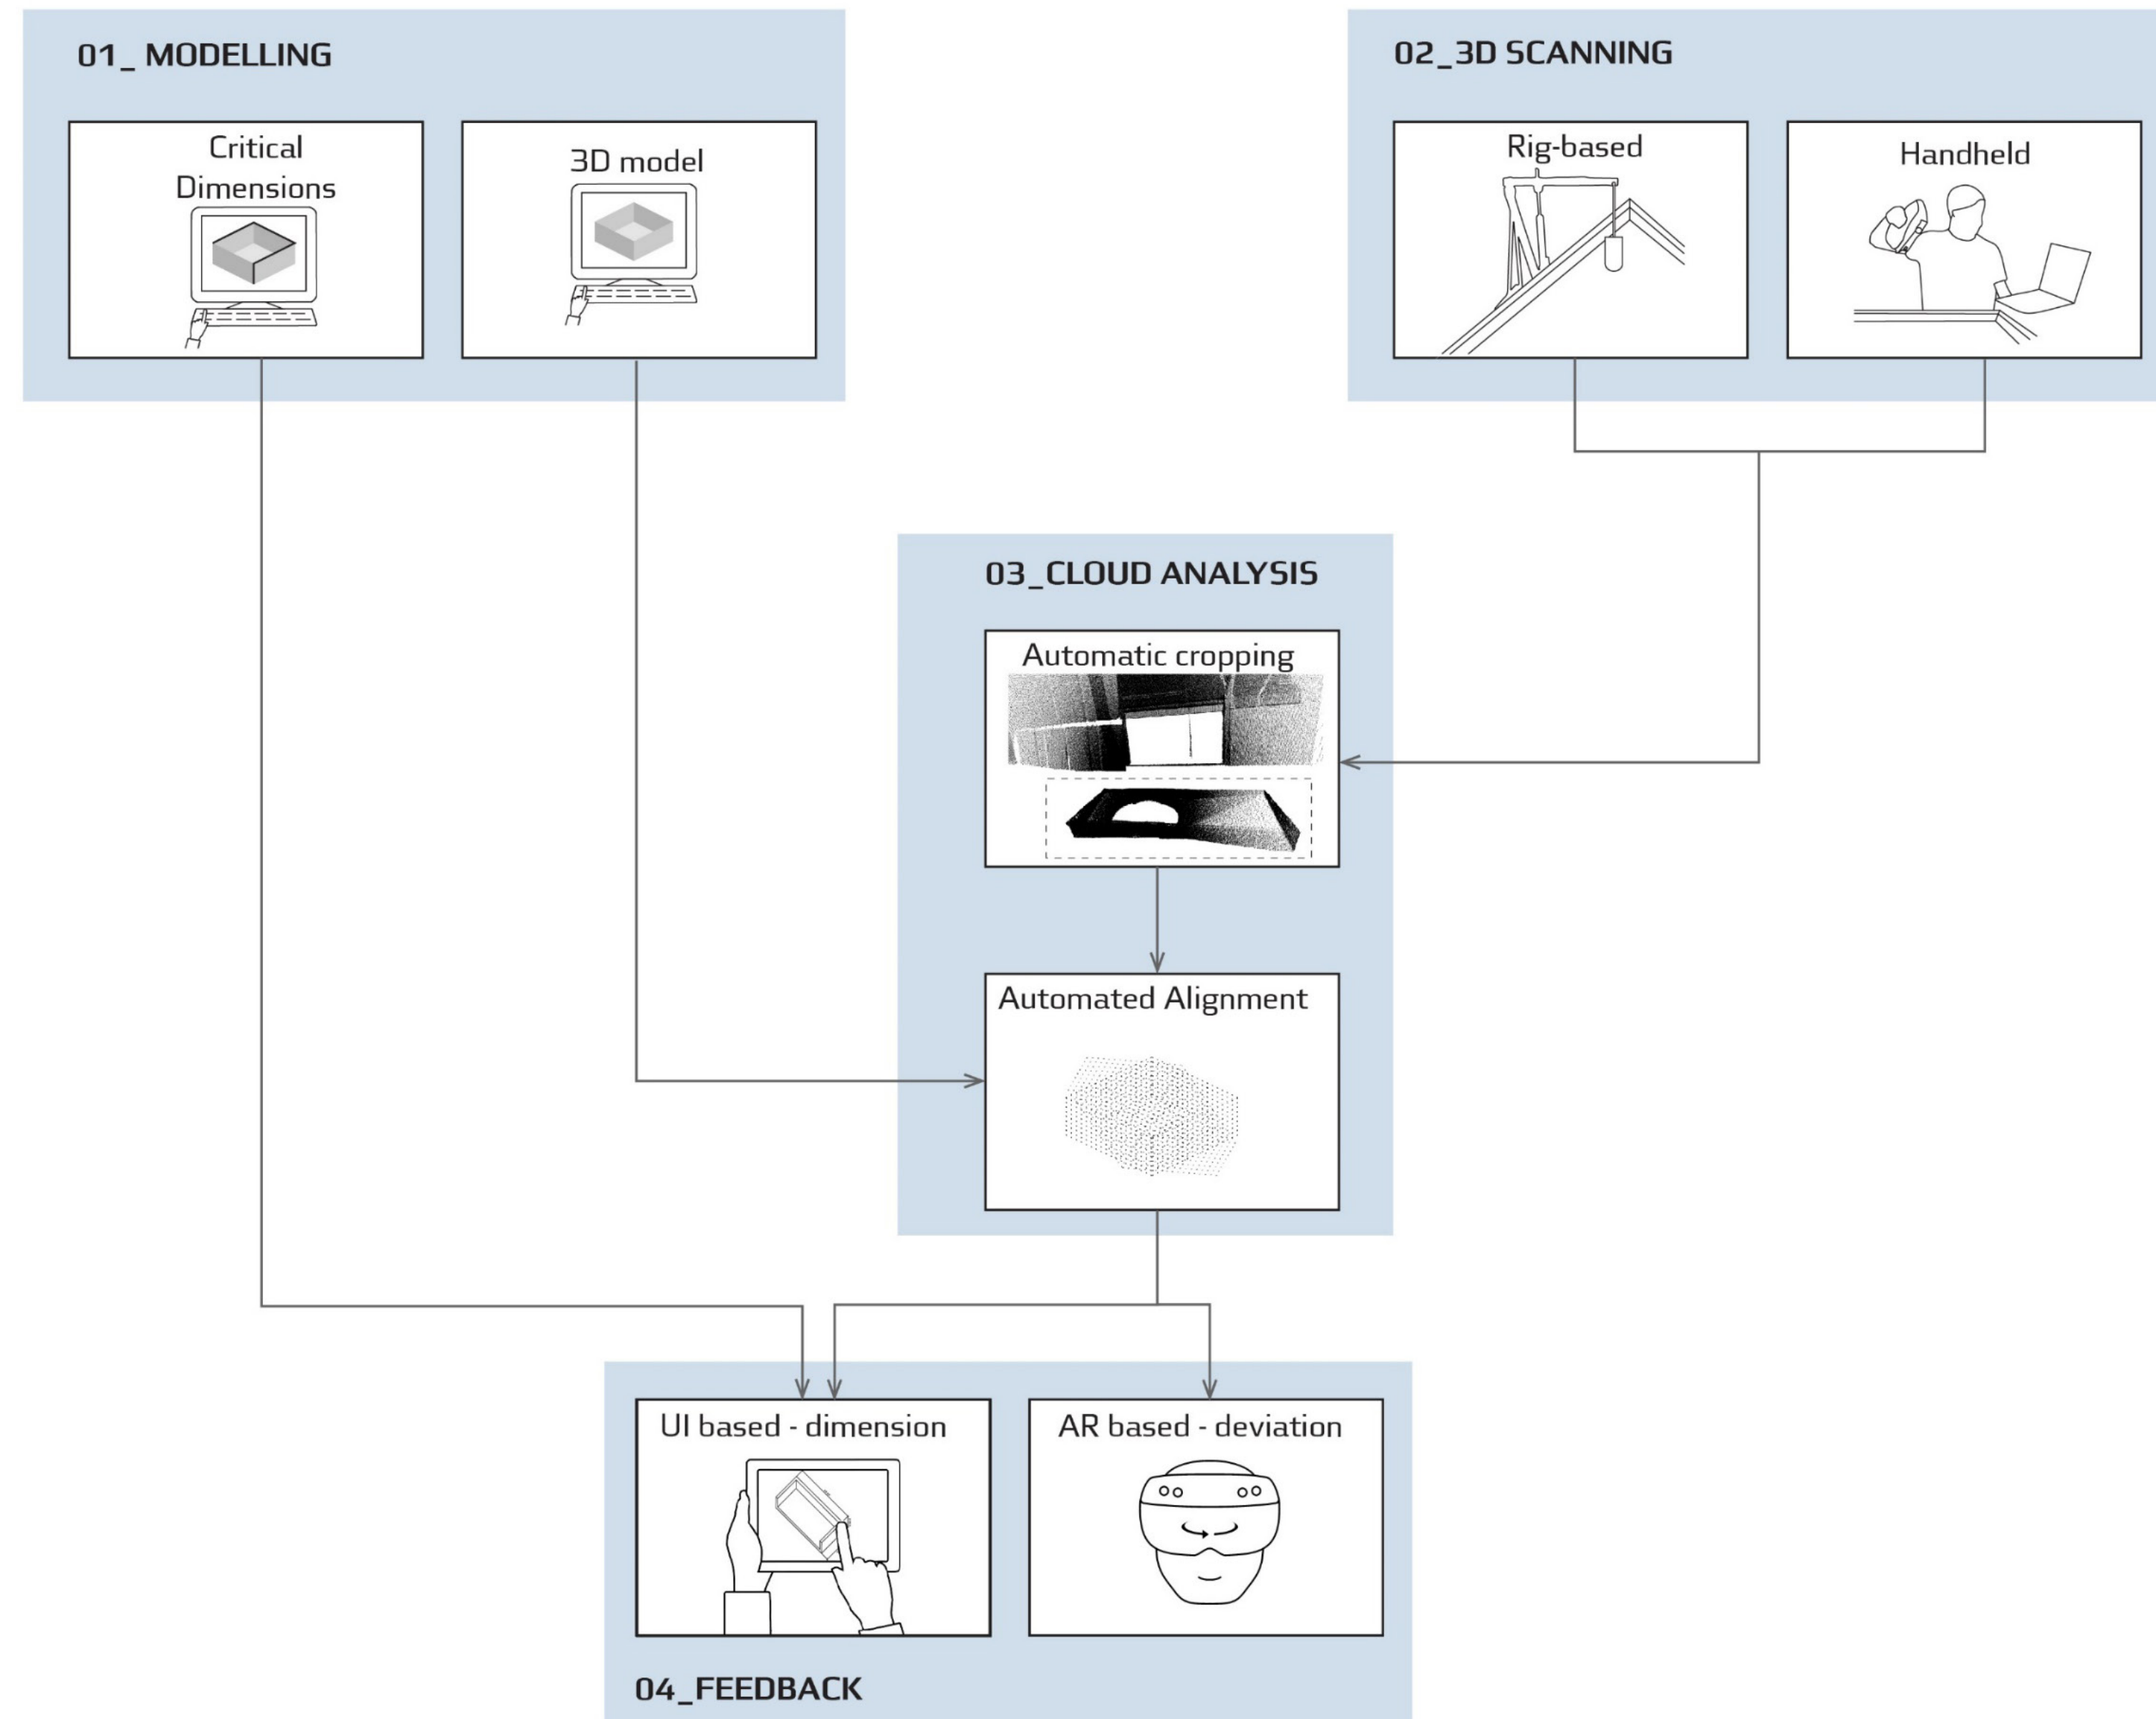 01_ MODELLING
Critical
Dimensions
3D model
02_3D SCANNING
Rig-based
Handheld
03_CLOUD ANALYSIS
Automatic cropping
Automated Alignment
UI based - dimension
AR based - deviation
04_FEEDBACK